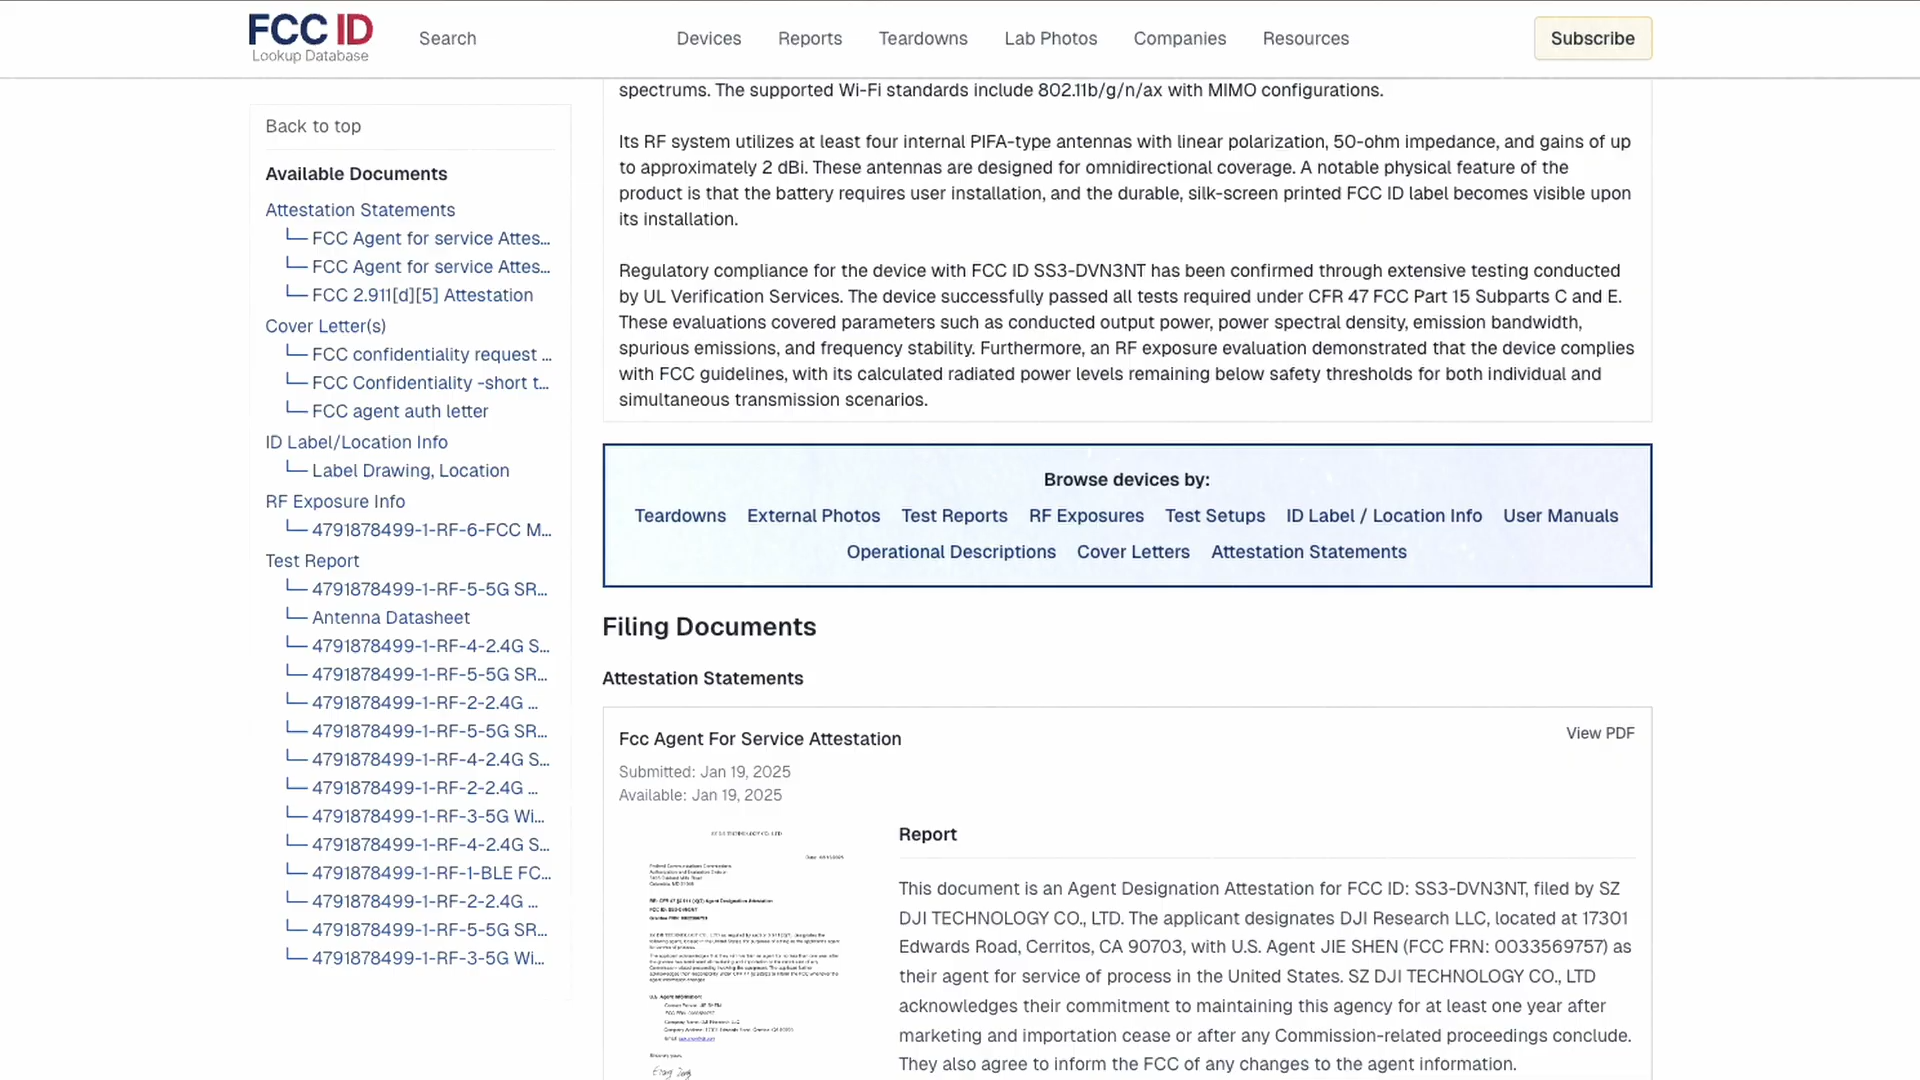 FCC ID
Lookup Database
Search
Devices
Reports
Teardowns
Lab Photos
Companies
Resources
Subscribe
Back to top
Available Documents
Attestation Statements
FCC Agent for service Attes...
FCC Agent for service Attes...
FCC 2.911[d][5] Attestation
Cover Letter(s)
FCC confidentiality request ...
FCC Confidentiality -short t...
FCC agent auth letter
ID Label/Location Info
Label Drawing, Location
RF Exposure Info
4791878499-1-RF-6-FCC M...
Test Report
4791878499-1-RF-5-5G SR...
Antenna Datasheet
4791878499-1-RF-4-2.4G S...
4791878499-1-RF-5-5G SR...
4791878499-1-RF-2-2.4G ...
4791878499-1-RF-5-5G SR...
4791878499-1-RF-4-2.4G S...
4791878499-1-RF-2-2.4G ...
4791878499-1-RF-3-5G Wi...
4791878499-1-RF-4-2.4G S...
4791878499-1-RF-1-BLE FC...
4791878499-1-RF-2-2.4G ...
4791878499-1-RF-5-5G SR...
4791878499-1-RF-3-5G Wi...
spectrums. The supported Wi-Fi standards include 802.11b/g/n/ax with MIMO configurations.
Its RF system utilizes at least four internal PIFA-type antennas with linear polarization, 50-ohm impedance, and gains of up
to approximately 2 dBi. These antennas are designed for omnidirectional coverage. A notable physical feature of the
product is that the battery requires user installation, and the durable, silk-screen printed FCC ID label becomes visible upon
its installation.
Regulatory compliance for the device with FCC ID SS3-DVN3NT has been confirmed through extensive testing conducted
by UL Verification Services. The device successfully passed all tests required under CFR 47 FCC Part 15 Subparts C and E.
These evaluations covered parameters such as conducted output power, power spectral density, emission bandwidth,
spurious emissions, and frequency stability. Furthermore, an RF exposure evaluation demonstrated that the device complies
with FCC guidelines, with its calculated radiated power levels remaining below safety thresholds for both individual and
simultaneous transmission scenarios.
Browse devices by:
Teardowns External Photos Test Reports RF Exposures Test Setups ID Label / Location Info User Manuals
Operational Descriptions Cover Letters Attestation Statements
Filing Documents
Attestation Statements
Fcc Agent For Service Attestation
View PDF
Submitted: Jan 19, 2025
Available: Jan 19, 2025
Report
This document is an Agent Designation Attestation for FCC ID: SS3-DVN3NT, filed by SZ
DJI TECHNOLOGY CO., LTD. The applicant designates DJI Research LLC, located at 17301
Edwards Road, Cerritos, CA 90703, with U.S. Agent JIE SHEN (FCC FRN: 0033569757) as
their agent for service of process in the United States. SZ DJI TECHNOLOGY CO., LTD
acknowledges their commitment to maintaining this agency for at least one year after
marketing and importation cease or after any Commission-related proceedings conclude.
They also agree to inform the FCC of any changes to the agent information.